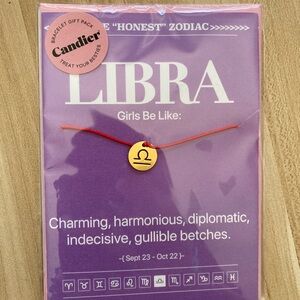 BRACELET GIFT PACK
Candier
TREAT YOUR BESTIES
E “HONEST” ZODIAC >>>>>>>
LIBRA
Girls Be Like:
Charming, harmonious, diplomatic,
indecisive, gullible betches.
-{ Sept 23 - Oct 22 }-
♈ ♉ ♊ ♋ ♌ ♍ ♎ ♏ ♐ ♑ ♒ ♓